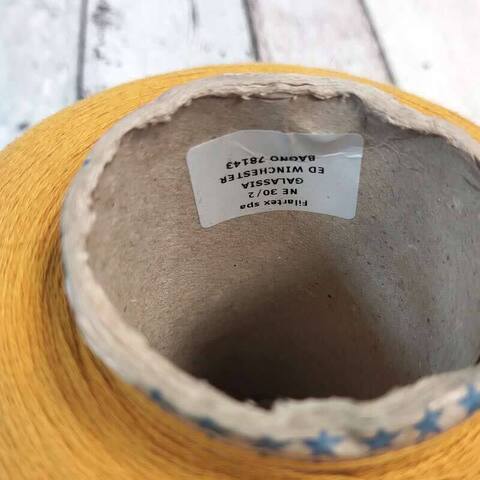 Filartex spa
NE 30/2
GALASSIA
ED WINCHESTER
BAGNO 78143